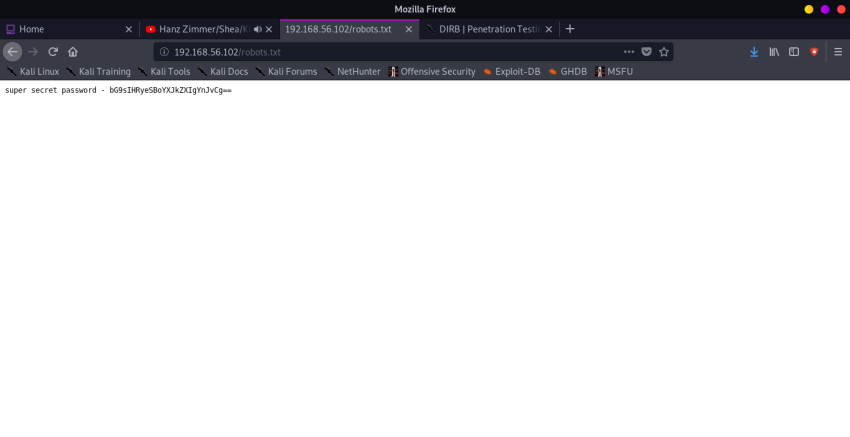 Mozilla Firefox
Home
Hanz Zimmer/Shea/K
192.168.56.102/robots.txt
DIRB | Penetration Testin
192.168.56.102/robots.txt
Kali Linux Kali Training Kali Tools Kali Docs Kali Forums NetHunter Offensive Security Exploit-DB GHDB MSFU
super secret password - bG9sIHRyeSBoYXJkZXIgYnJvCg==